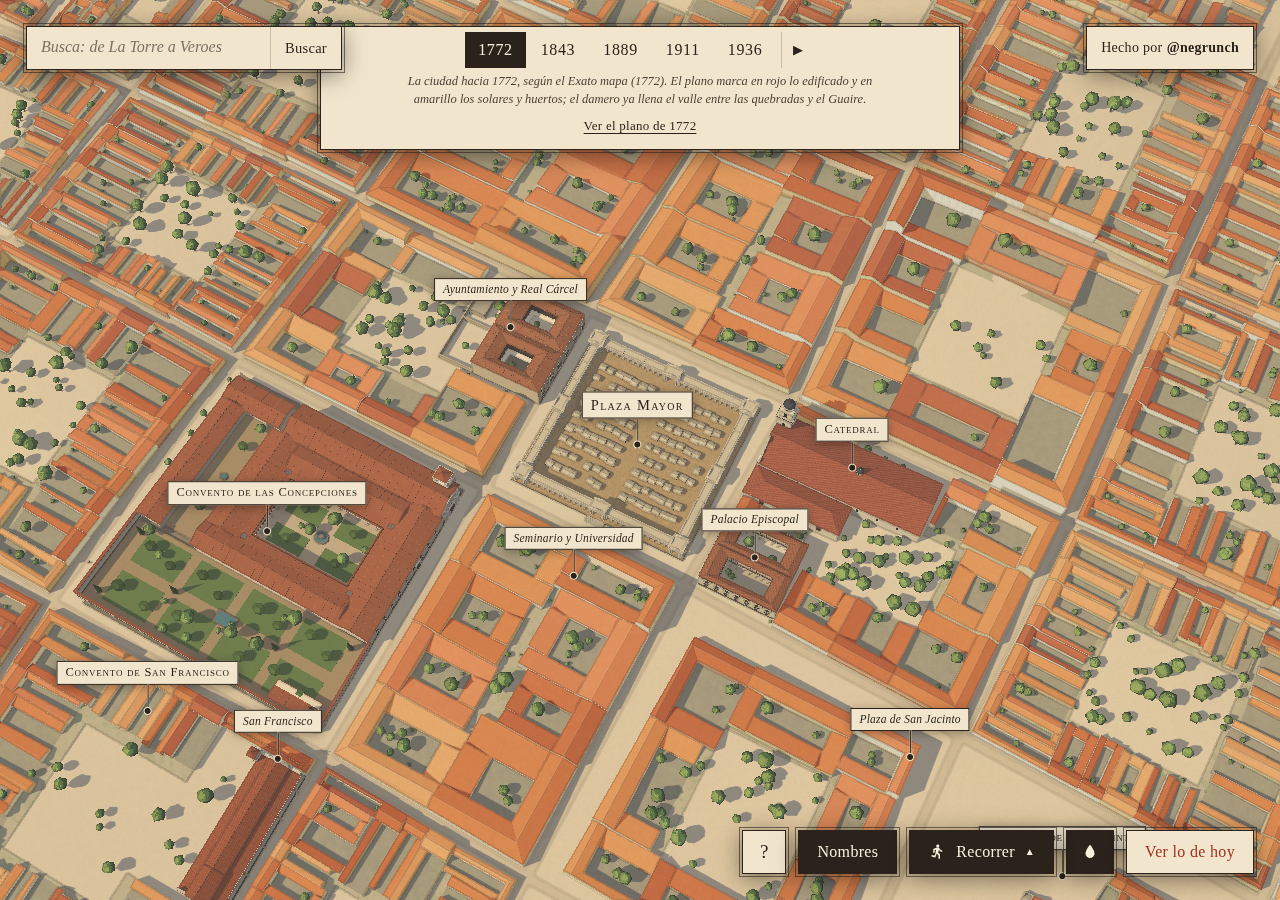 Busca: de La Torre a Veroes
Buscar
1772 1843 1889 1911 1936
La ciudad hacia 1772, según el Exato mapa (1772). El plano marca en rojo lo edificado y en
amarillo los solares y huertos; el damero ya llena el valle entre las quebradas y el Guaire.
Ver el plano de 1772
Hecho por @negrunch
Ayuntamiento y Real Cárcel
Plaza Mayor
Catedral
Convento de las Concepciones
Palacio Episcopal
Seminario y Universidad
Convento de San Francisco
San Francisco
Plaza de San Jacinto
?
Nombres
Recorrer
Ver lo de hoy